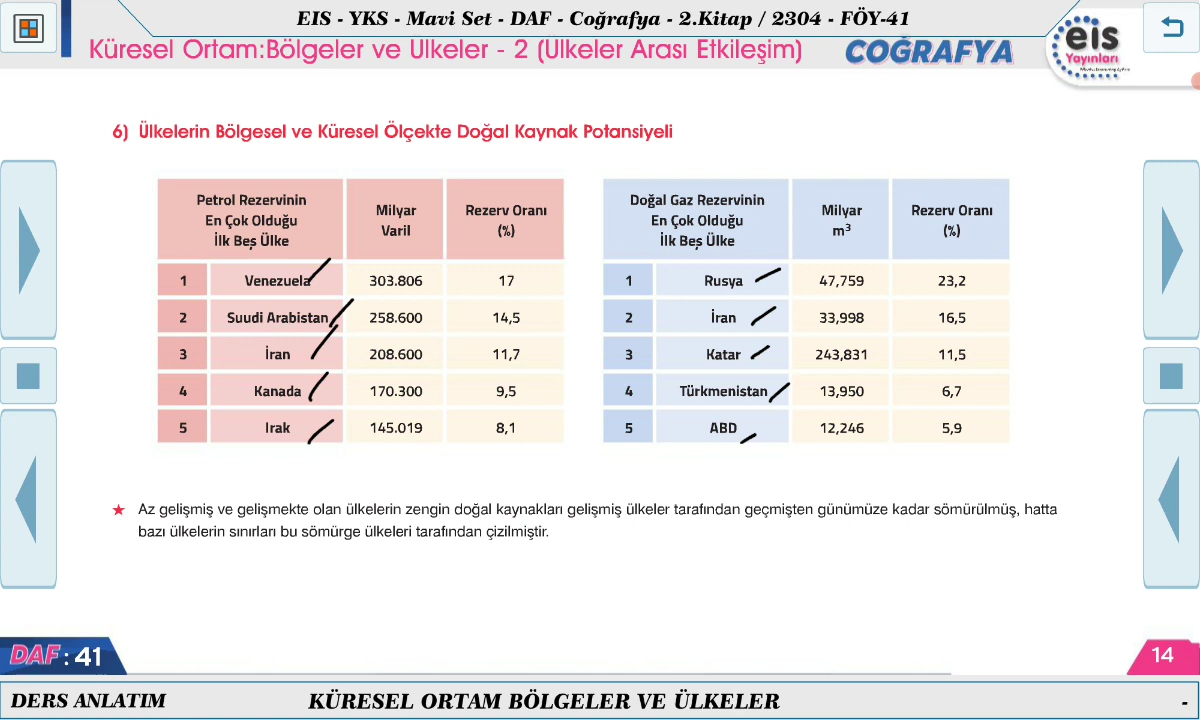 EIS - YKS - Mavi Set - DAF - Coğrafya - 2.Kitap / 2304 - FÖY-41
Küresel Ortam:Bölgeler ve Ülkeler - 2 (Ülkeler Arası Etkileşim)
COĞRAFYA
eis
Yayınları
6) Ülkelerin Bölgesel ve Küresel Ölçekte Doğal Kaynak Potansiyeli
Petrol Rezervinin En Çok Olduğu İlk Beş Ülke Milyar Varil Rezerv Oranı (%)
1 Venezuela 303.806 17
2 Suudi Arabistan 258.600 14,5
3 İran 208.600 11,7
4 Kanada 170.300 9,5
5 Irak 145.019 8,1
Doğal Gaz Rezervinin En Çok Olduğu İlk Beş Ülke Milyar m³ Rezerv Oranı (%)
1 Rusya 47,759 23,2
2 İran 33,998 16,5
3 Katar 243,831 11,5
4 Türkmenistan 13,950 6,7
5 ABD 12,246 5,9
★ Az gelişmiş ve gelişmekte olan ülkelerin zengin doğal kaynakları gelişmiş ülkeler tarafından geçmişten günümüze kadar sömürülmüş, hatta
bazı ülkelerin sınırları bu sömürge ülkeleri tarafından çizilmiştir.
DAF : 41
14
DERS ANLATIM
KÜRESEL ORTAM BÖLGELER VE ÜLKELER
-